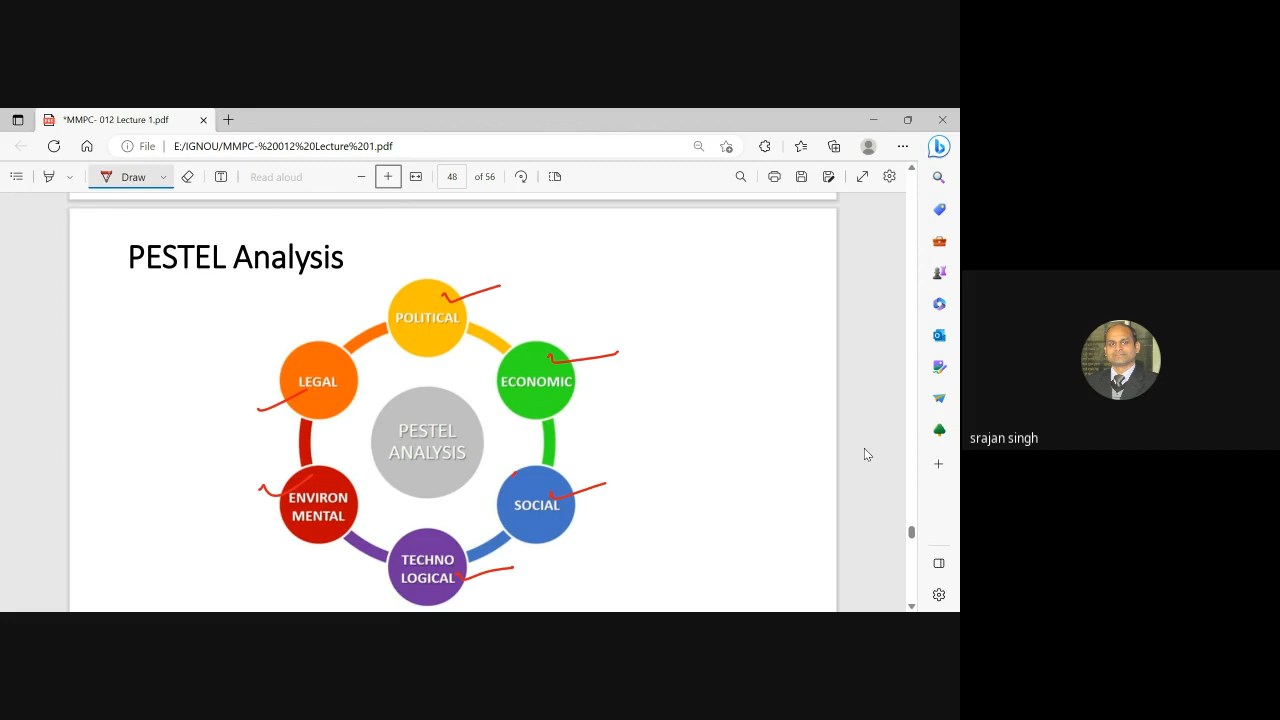 *MMPC- 012 Lecture 1.pdf
File
E:/IGNOU/MMPC-%20012%20Lecture%201.pdf
Draw
Read aloud
48
of 56
PESTEL Analysis
POLITICAL
LEGAL
ECONOMIC
PESTEL
ANALYSIS
ENVIRON
MENTAL
SOCIAL
TECHNO
LOGICAL
srajan singh